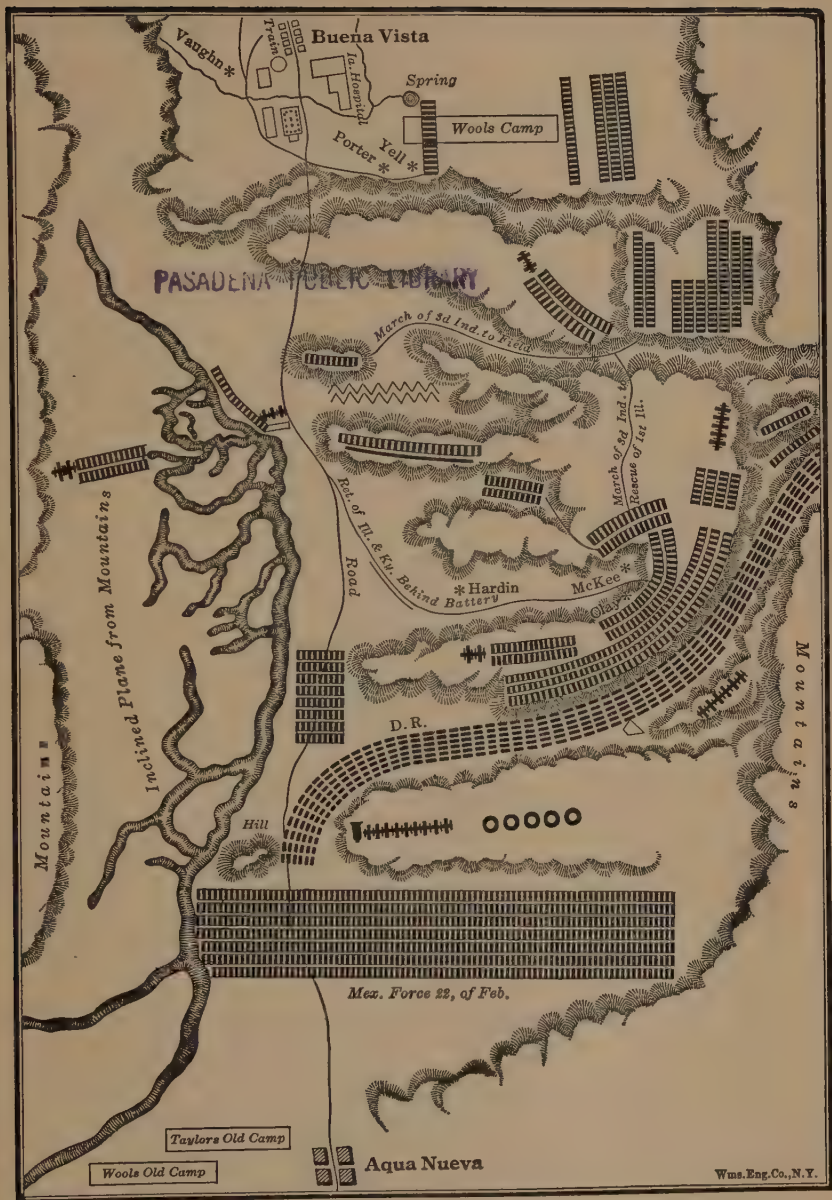 Buena Vista
Train
Vaughn
Ia. Hospital
Spring
Wools Camp
Porter
Yell
PASADENA PUBLIC LIBRARY
March of 3d Ind. to Field
March of 3d Ind. to
Rescue of 1st Ill.
Ret. of Ill. & Ky. Behind Battery
Road
Inclined Plane from Mountains
Hardin
McKee
Clay
D. R.
Mountains
Mountains
Hill
Mex. Force 22, of Feb.
Taylors Old Camp
Wools Old Camp
Aqua Nueva
Wms. Eng. Co., N.Y.